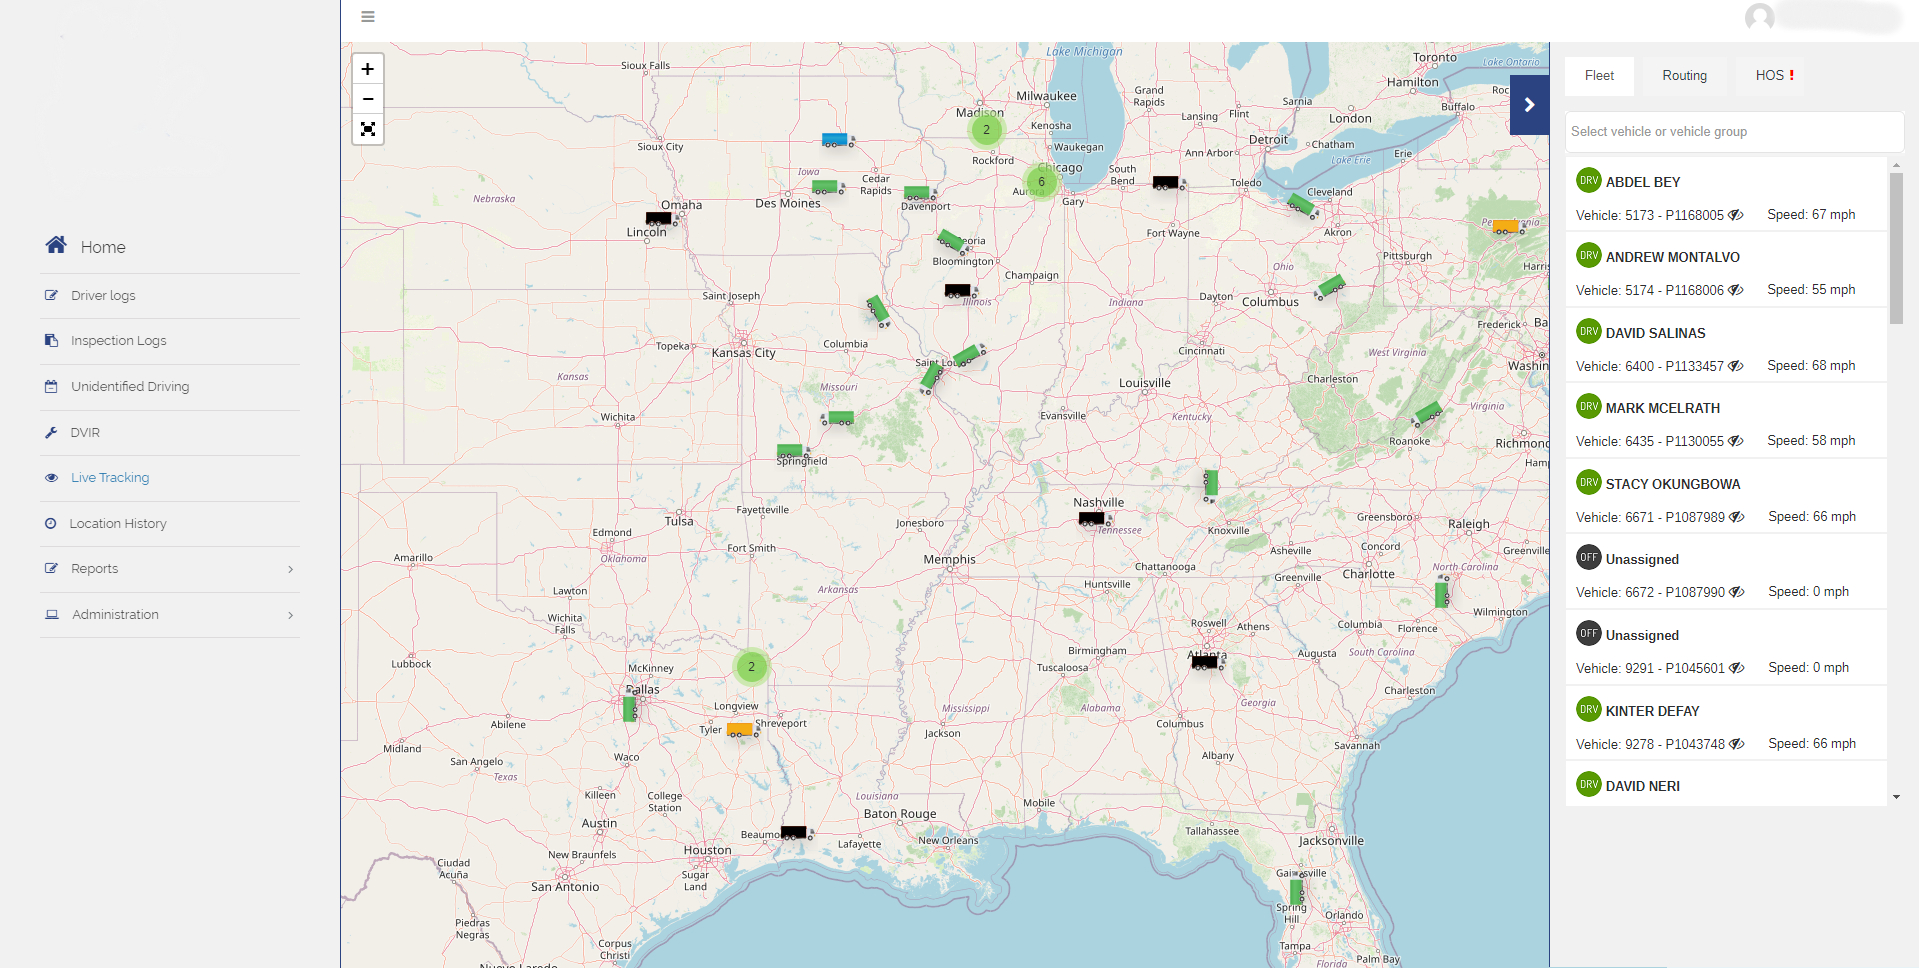 Home
Driver logs
Inspection Logs
Unidentified Driving
DVIR
Live Tracking
Location History
Reports
Administration
+
−
Lake Michigan
Toronto
Lake Ontario
Sioux Falls
Hamilton
Milwaukee
Grand Rapids
Sarnia
Buffalo
Madison
Lansing
Flint
London
2
Kenosha
Detroit
Chatham
Sioux City
Waukegan
Ann Arbor
Lake Erie
Erie
Rockford
Chicago
Iowa
Cedar Rapids
6
South Bend
Toledo
Cleveland
Nebraska
Omaha
Des Moines
Davenport
Gary
Lincoln
Fort Wayne
Akron
Bloomington
Pittsburgh
Champaign
Ohio
Saint Joseph
Illinois
Indiana
Dayton
Columbus
Frederick
Columbia
Topeka
Kansas City
Cincinnati
West Virginia
Kansas
Missouri
Louisville
Charleston
Wichita
Evansville
Kentucky
Virginia
Roanoke
Springfield
Nashville
Fayetteville
Tulsa
Jonesboro
Tennessee
Knoxville
Greensboro
Raleigh
Edmond
Amarillo
Oklahoma
Fort Smith
Memphis
Asheville
Concord
Greenville
Chattanooga
Charlotte
North Carolina
Lawton
Arkansas
Huntsville
Greenville
Wilmington
Wichita Falls
Roswell
Athens
Columbia
Florence
Lubbock
Birmingham
Atlanta
Augusta
South Carolina
McKinney
2
Tuscaloosa
Dallas
Charleston
Abilene
Longview
Mississippi
Alabama
Georgia
Tyler
Shreveport
Jackson
Columbus
Savannah
Midland
San Angelo
Waco
Albany
Texas
Killeen
College Station
Louisiana
Mobile
Austin
Baton Rouge
Tallahassee
Lafayette
New Orleans
Jacksonville
New Braunfels
Houston
Ciudad Acuña
Sugar Land
San Antonio
Spring Hill
Orlando
Piedras Negras
Corpus Christi
Tampa
Palm Bay
Florida
Fleet
Routing
HOS !
Select vehicle or vehicle group
DRV ABDEL BEY
Vehicle: 5173 - P1168005 Speed: 67 mph
DRV ANDREW MONTALVO
Vehicle: 5174 - P1168006 Speed: 55 mph
DRV DAVID SALINAS
Vehicle: 6400 - P1133457 Speed: 68 mph
DRV MARK MCELRATH
Vehicle: 6435 - P1130055 Speed: 58 mph
DRV STACY OKUNGBOWA
Vehicle: 6671 - P1087989 Speed: 66 mph
OFF Unassigned
Vehicle: 6672 - P1087990 Speed: 0 mph
OFF Unassigned
Vehicle: 9291 - P1045601 Speed: 0 mph
DRV KINTER DEFAY
Vehicle: 9278 - P1043748 Speed: 66 mph
DRV DAVID NERI